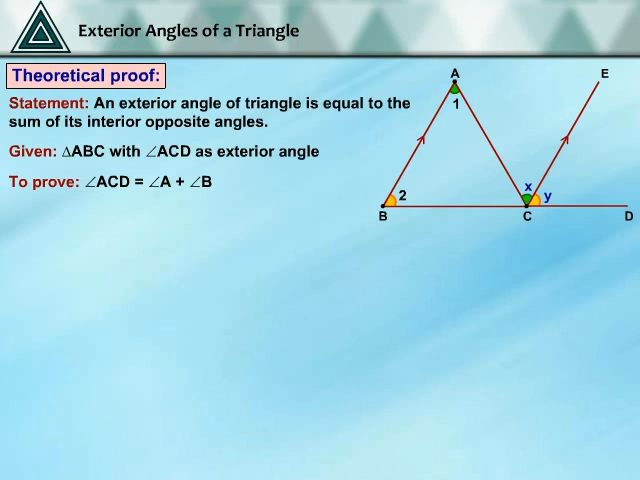 Exterior Angles of a Triangle
Theoretical proof:
Statement: An exterior angle of triangle is equal to the
sum of its interior opposite angles.
Given: ∆ABC with ∠ACD as exterior angle
To prove: ∠ACD = ∠A + ∠B
A
E
1
2
x
y
B
C
D